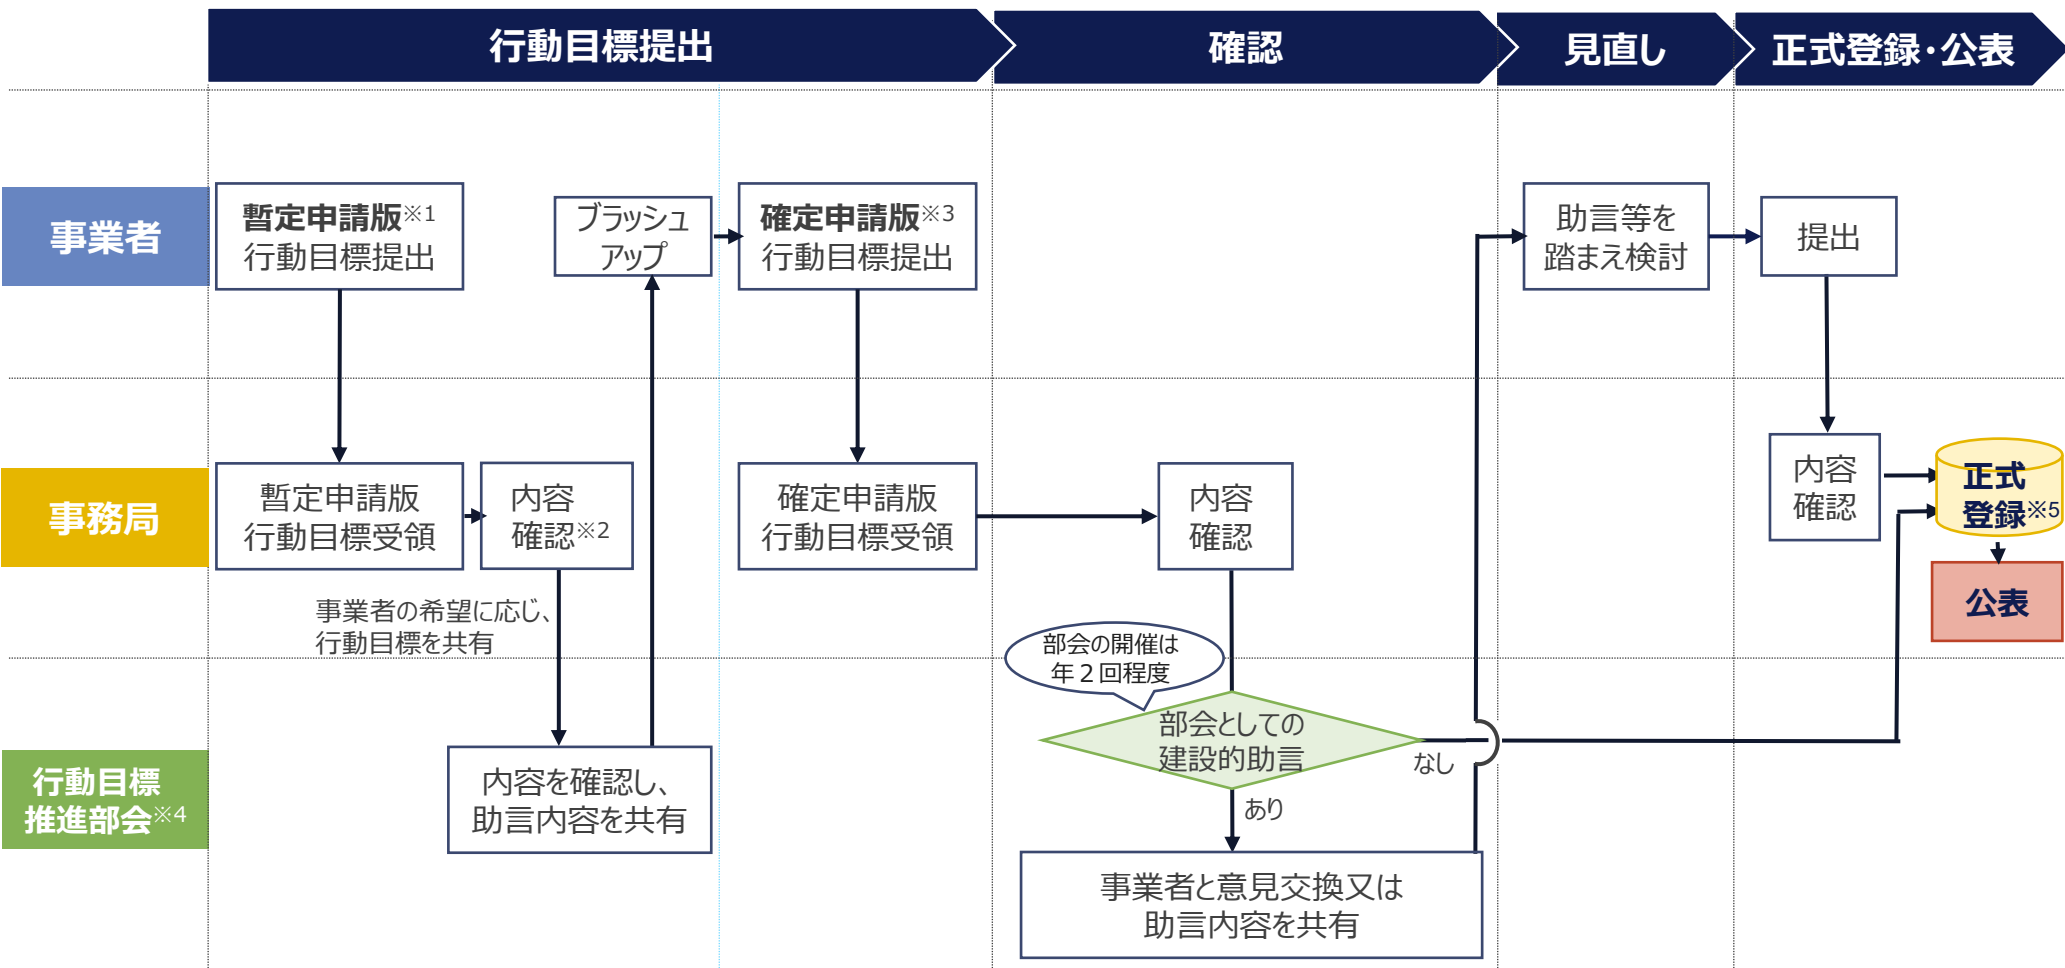 行動目標提出
確認
見直し
正式登録・公表
事業者
暫定申請版※1
行動目標提出
ブラッシュ
アップ
確定申請版※3
行動目標提出
助言等を
踏まえ検討
提出
事務局
暫定申請版
行動目標受領
内容
確認※2
確定申請版
行動目標受領
内容
確認
内容
確認
正式
登録※5
公表
事業者の希望に応じ、
行動目標を共有
部会の開催は
年２回程度
行動目標
推進部会※4
内容を確認し、
助言内容を共有
部会としての
建設的助言
なし
あり
事業者と意見交換又は
助言内容を共有